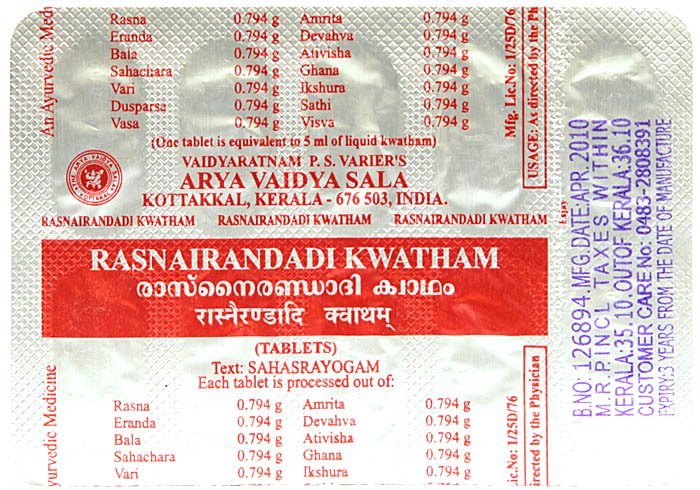 Rasna 0.794 g Amrita 0.794 g
Eranda 0.794 g Devahva 0.794 g
Bala 0.794 g Ativisha 0.794 g
Sahachara 0.794 g Ghana 0.794 g
Vari 0.794 g Ikshura 0.794 g
Dusparsa 0.794 g Sathi 0.794 g
Vasa 0.794 g Visva 0.794 g
(One tablet is equivalent to 5 ml of liquid kwatham)
VAIDYARATNAM P. S. VARIER'S
ARYA VAIDYA SALA
KOTTAKKAL, KERALA - 676 503, INDIA.
RASNAIRANDADI KWATHAM RASNAIRANDADI KWATHAM RASNAIRANDADI KWATHAM
RASNAIRANDADI KWATHAM
രാസ്നൈരണ്ഡാദി ക്വാഥം
रास्नैरण्डादि क्वाथम्
(TABLETS)
Text: SAHASRAYOGAM
Each tablet is processed out of:
Rasna 0.794 g Amrita 0.794 g
Eranda 0.794 g Devahva 0.794 g
Bala 0.794 g Ativisha 0.794 g
Sahachara 0.794 g Ghana 0.794 g
Vari 0.794 g Ikshura 0.794 g
An Ayurvedic Med
yurvedic Medicine
Mfg. Lic.No: 1/25D/76
USAGE: As directed by the Physician
ic.No: 1/25D/76
irected by the Physician
B.NO: 126894 MFG.DATE:APR.2010
M.R.P.INCL TAXES WITHIN
KERALA.35.10 OUTOF KERALA.36.10
CUSTOMER CARE No: 0483-2808391
EXPIRY:3 YEARS FROM THE DATE OF MANUFACTURE